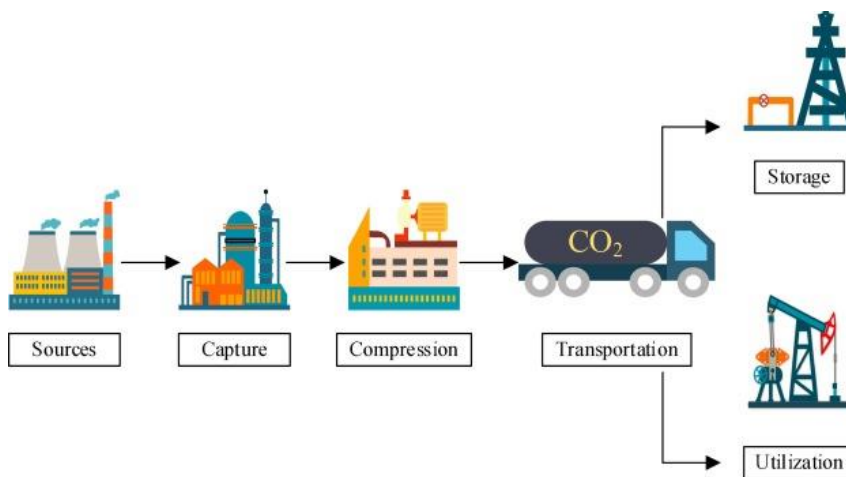 CO₂
Storage
Sources
Capture
Compression
Transportation
Utilization